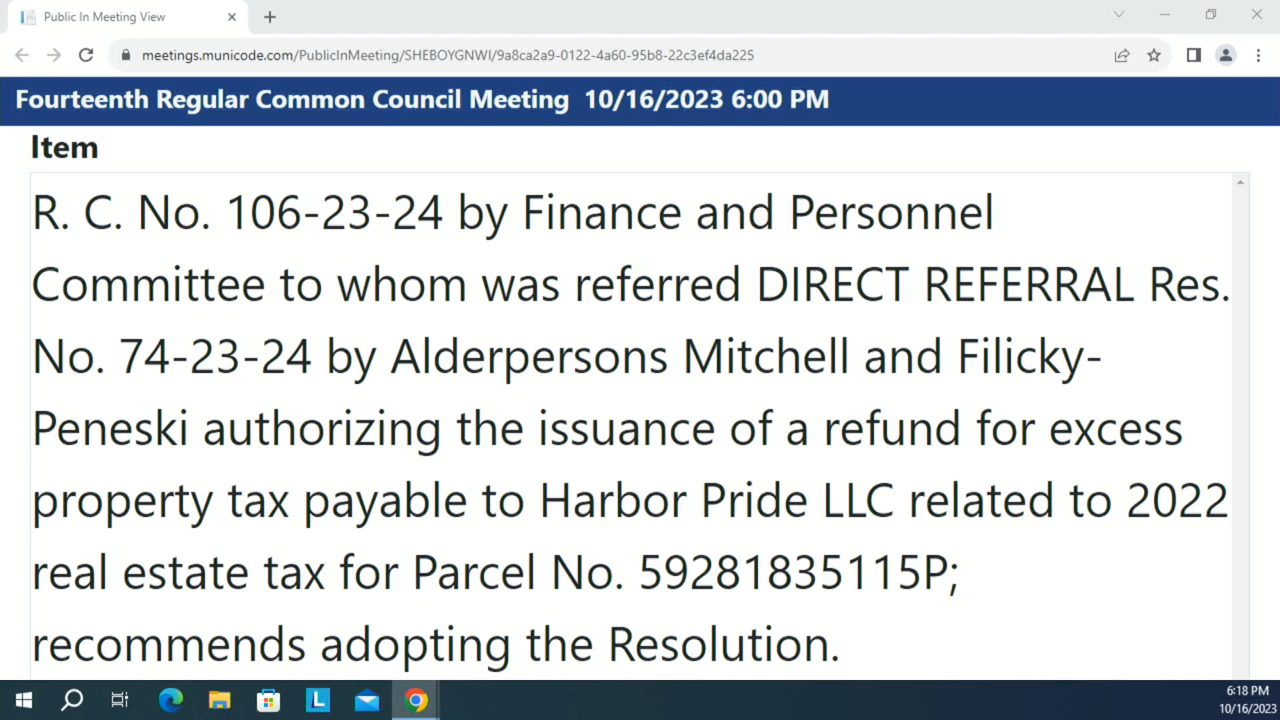 Public In Meeting View
meetings.municode.com/PublicInMeeting/SHEBOYGNWI/9a8ca2a9-0122-4a60-95b8-22c3ef4da225
Fourteenth Regular Common Council Meeting 10/16/2023 6:00 PM
Item
R. C. No. 106-23-24 by Finance and Personnel
Committee to whom was referred DIRECT REFERRAL Res.
No. 74-23-24 by Alderpersons Mitchell and Filicky-
Peneski authorizing the issuance of a refund for excess
property tax payable to Harbor Pride LLC related to 2022
real estate tax for Parcel No. 59281835115P;
recommends adopting the Resolution.
L
6:18 PM
10/16/2023